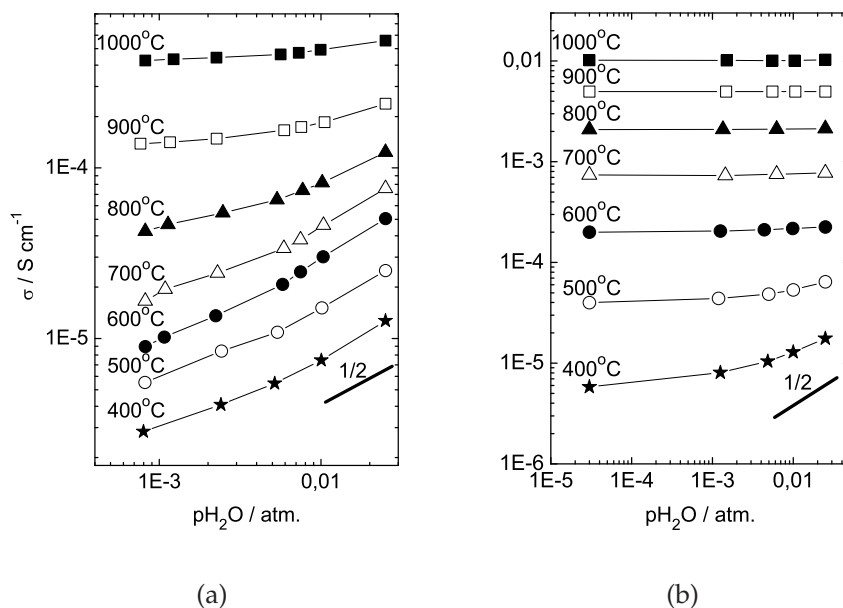 1000°C
900°C
800°C
700°C
600°C
500°C
400°C
1E-4
1E-5
σ / S cm⁻¹
1/2
1E-3
0,01
pH₂O / atm.
(a)
0,01
1E-3
1E-4
1E-5
1E-6
1000°C
900°C
800°C
700°C
600°C
500°C
400°C
1/2
1E-5
1E-4
1E-3
0,01
pH₂O / atm.
(b)